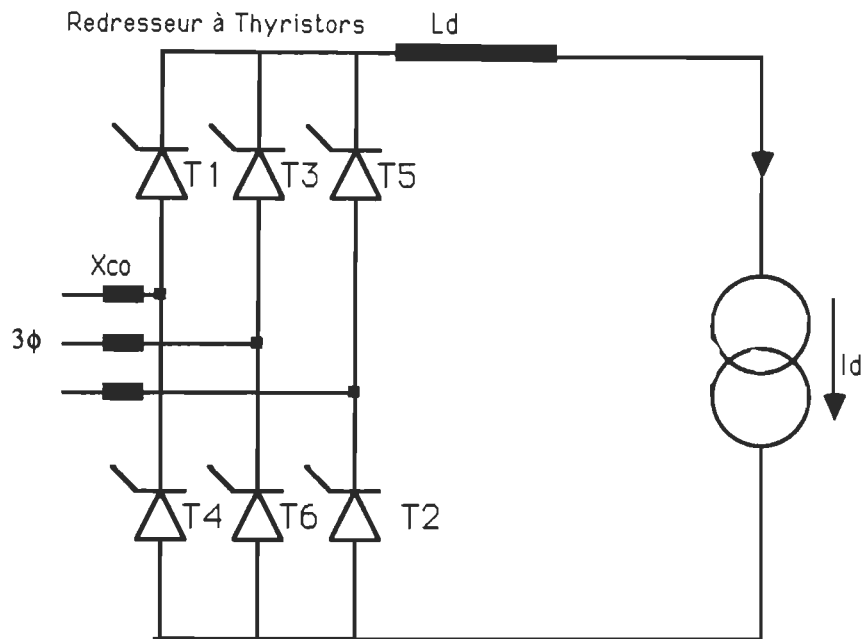 Redresseur à Thyristors
Ld
T1
T3
T5
Xco
3ϕ
Id
T4
T6
T2